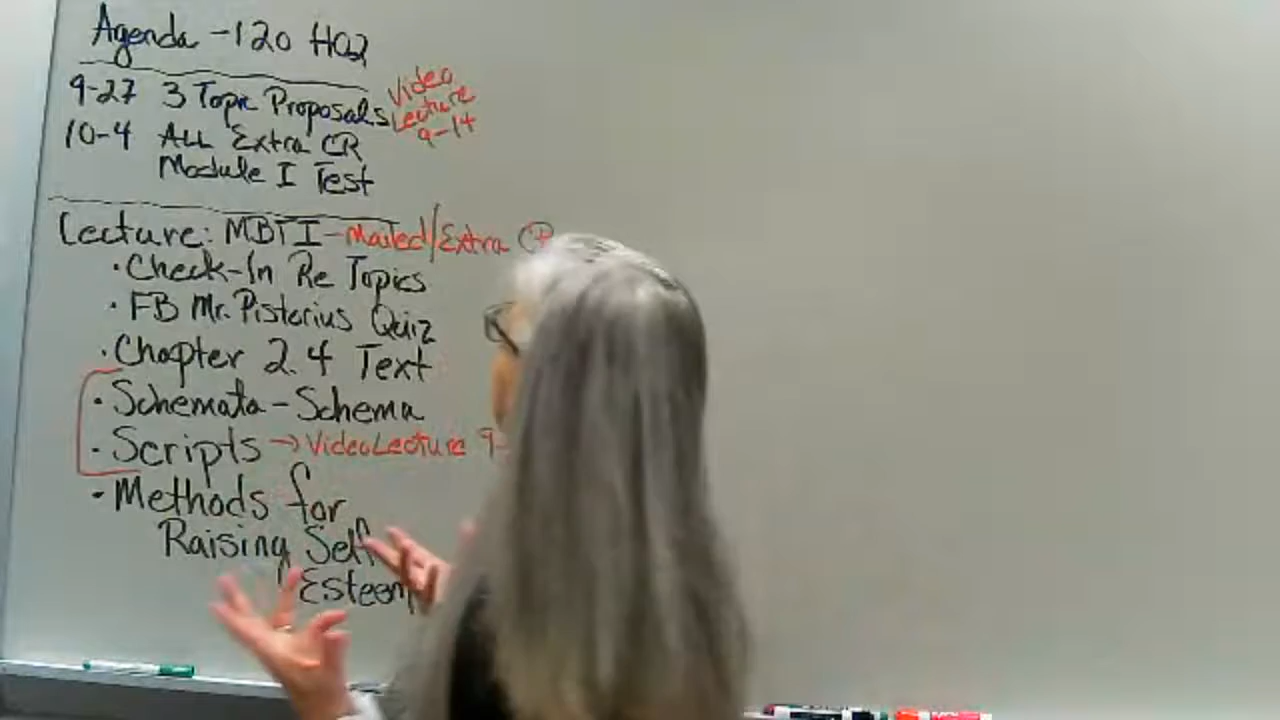 Agenda - 120 HO2
9-27 3 Topic Proposals
Video
Lecture
9-14
10-4 ALL Extra CR
Module I Test
Lecture: MBTI - Mailed/Extra
• Check-In Re Topics
• FB Mr. Pistorius Quiz
• Chapter 2.4 Text
• Schemata - Schema
• Scripts → Video Lecture 9-
• Methods for
Raising Self
Esteem